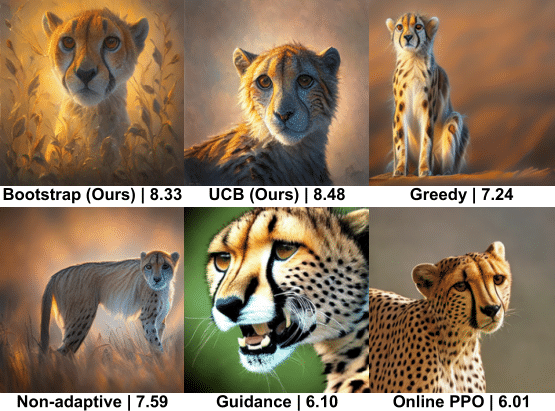 Bootstrap (Ours) | 8.33
UCB (Ours) | 8.48
Greedy | 7.24
Non-adaptive | 7.59
Guidance | 6.10
Online PPO | 6.01